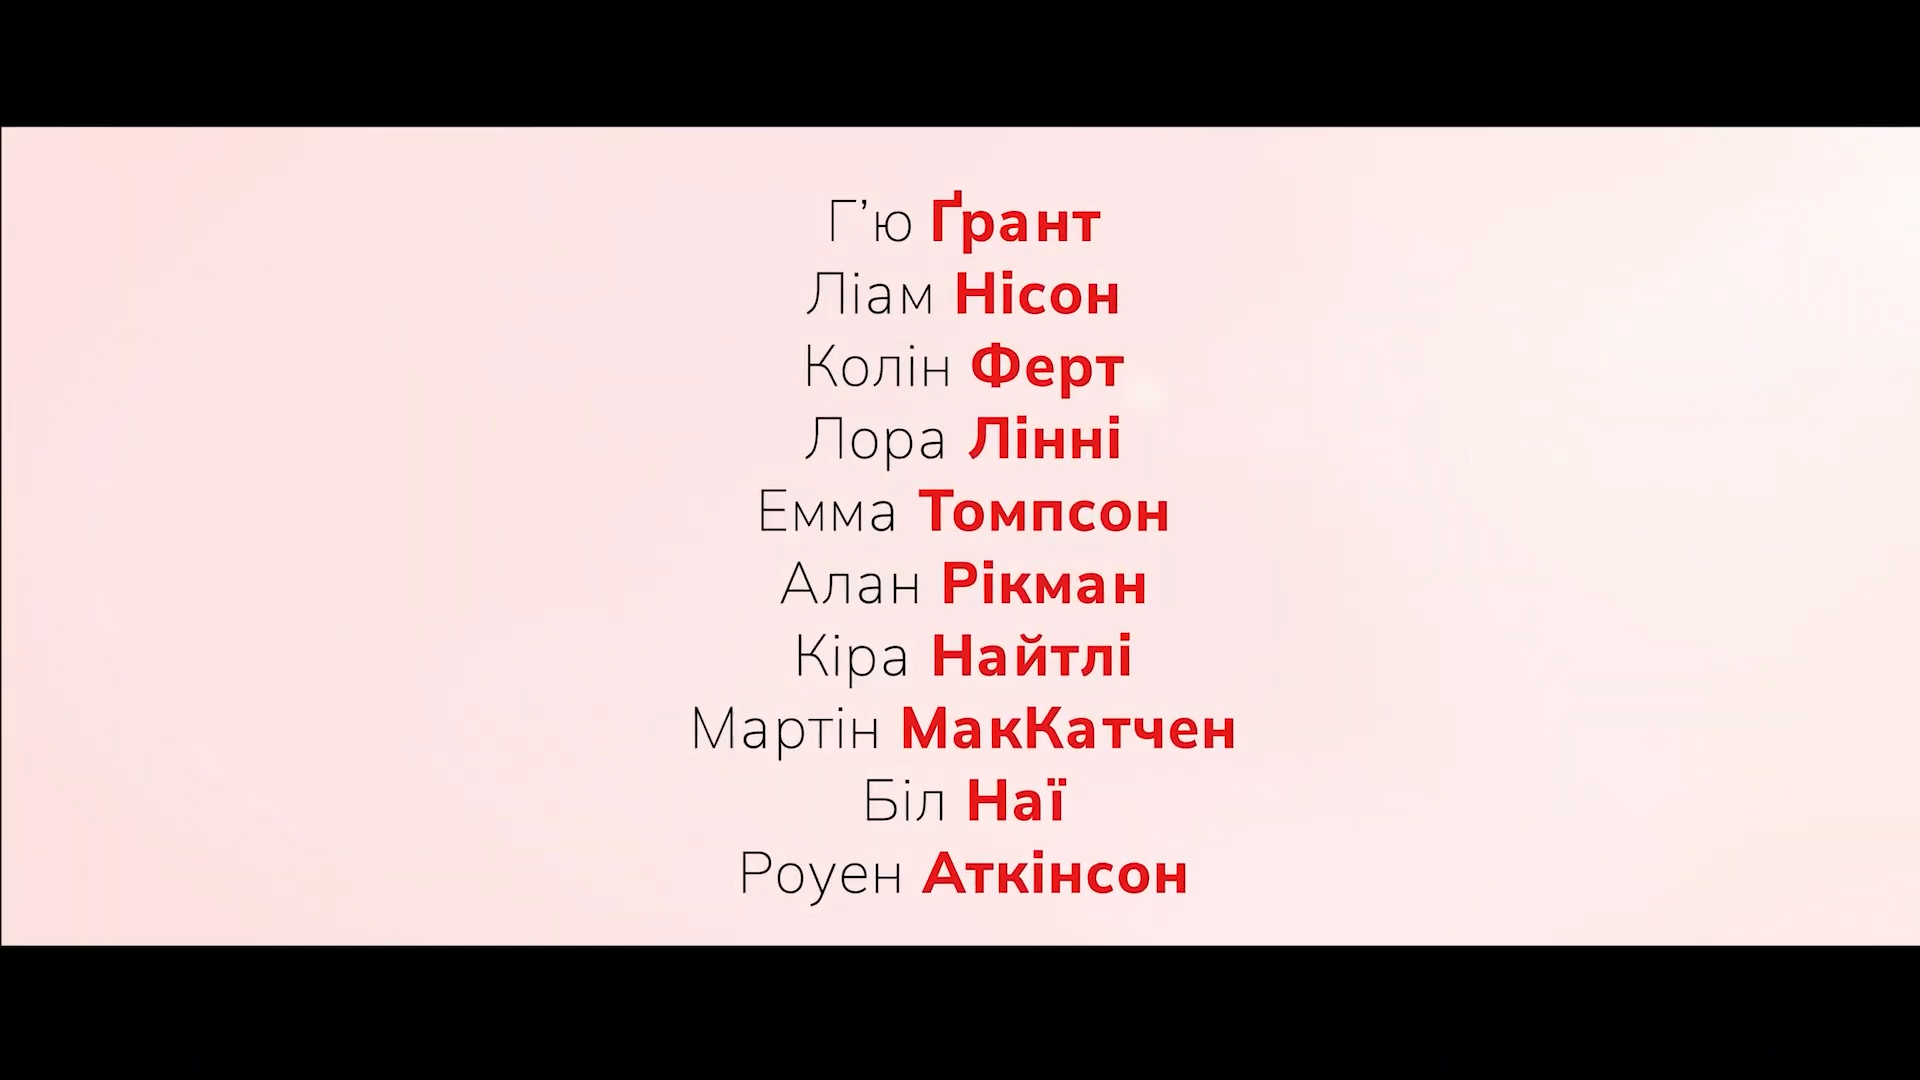 Г’ю Ґрант
Ліам Нісон
Колін Ферт
Лора Лінні
Емма Томпсон
Алан Рікман
Кіра Найтлі
Мартін МакКатчен
Біл Наї
Роуен Аткінсон